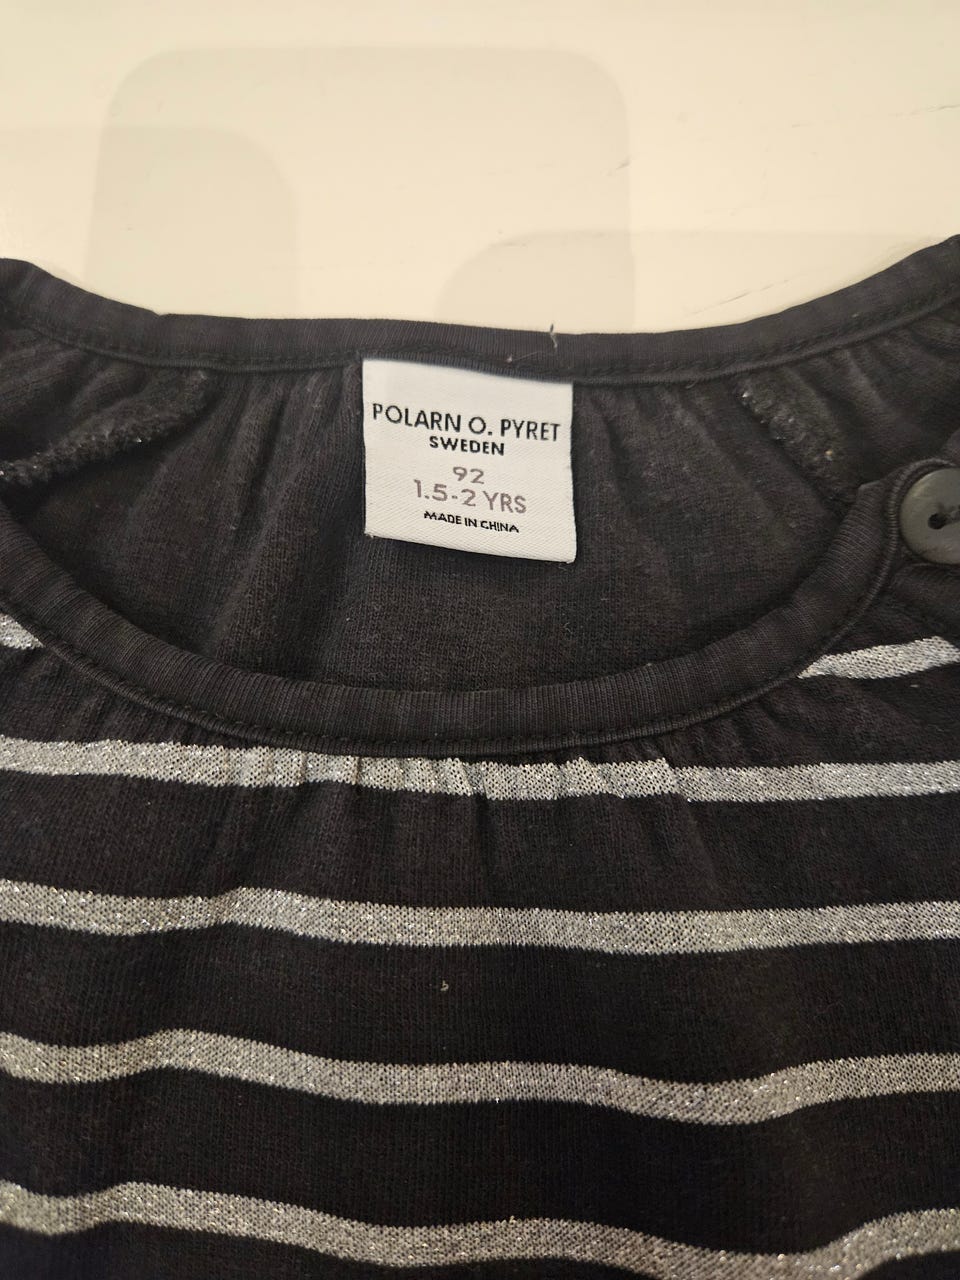 POLARN O. PYRET
SWEDEN
92
1.5-2 YRS
MADE IN CHINA